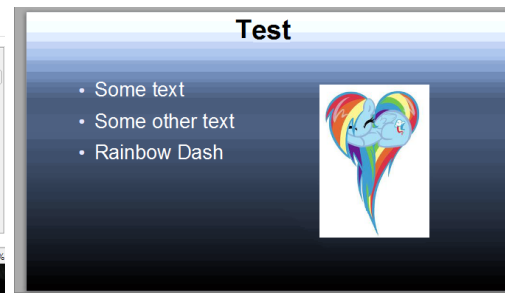 Test
• Some text
• Some other text
• Rainbow Dash